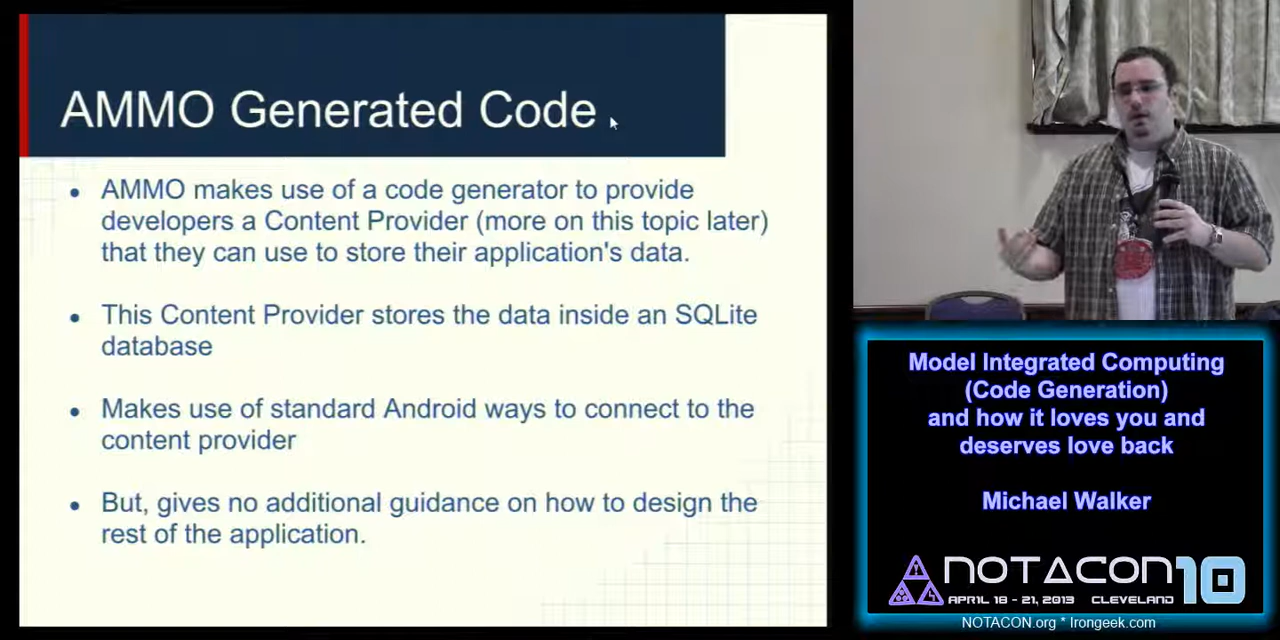 AMMO Generated Code
AMMO makes use of a code generator to provide
developers a Content Provider (more on this topic later)
that they can use to store their application's data.
This Content Provider stores the data inside an SQLite
database
Makes use of standard Android ways to connect to the
content provider
But, gives no additional guidance on how to design the
rest of the application.
Model Integrated Computing
(Code Generation)
and how it loves you and
deserves love back
Michael Walker
NOTACON 10
APRIL 18 - 21, 2013 CLEVELAND
NOTACON.org * Irongeek.com